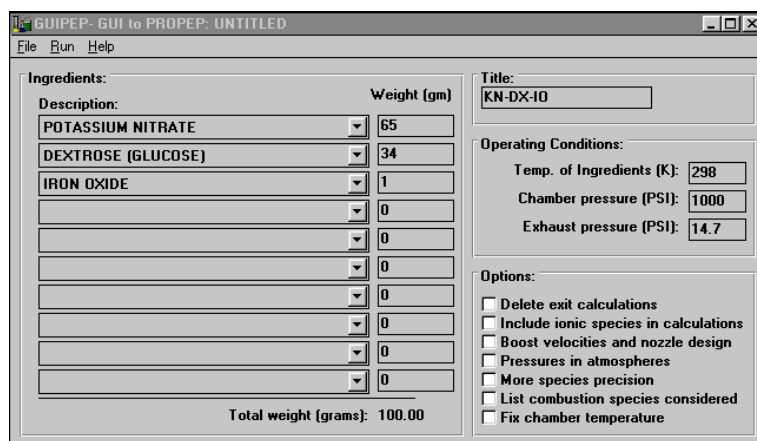 GUIPEP- GUI to PROPEP: UNTITLED
File Run Help
Ingredients:
Description: Weight (gm)
POTASSIUM NITRATE 65
DEXTROSE (GLUCOSE) 34
IRON OXIDE 1
0
0
0
0
0
0
0
Total weight (grams): 100.00
Title:
KN-DX-IO
Operating Conditions:
Temp. of Ingredients (K): 298
Chamber pressure (PSI): 1000
Exhaust pressure (PSI): 14.7
Options:
Delete exit calculations
Include ionic species in calculations
Boost velocities and nozzle design
Pressures in atmospheres
More species precision
List combustion species considered
Fix chamber temperature